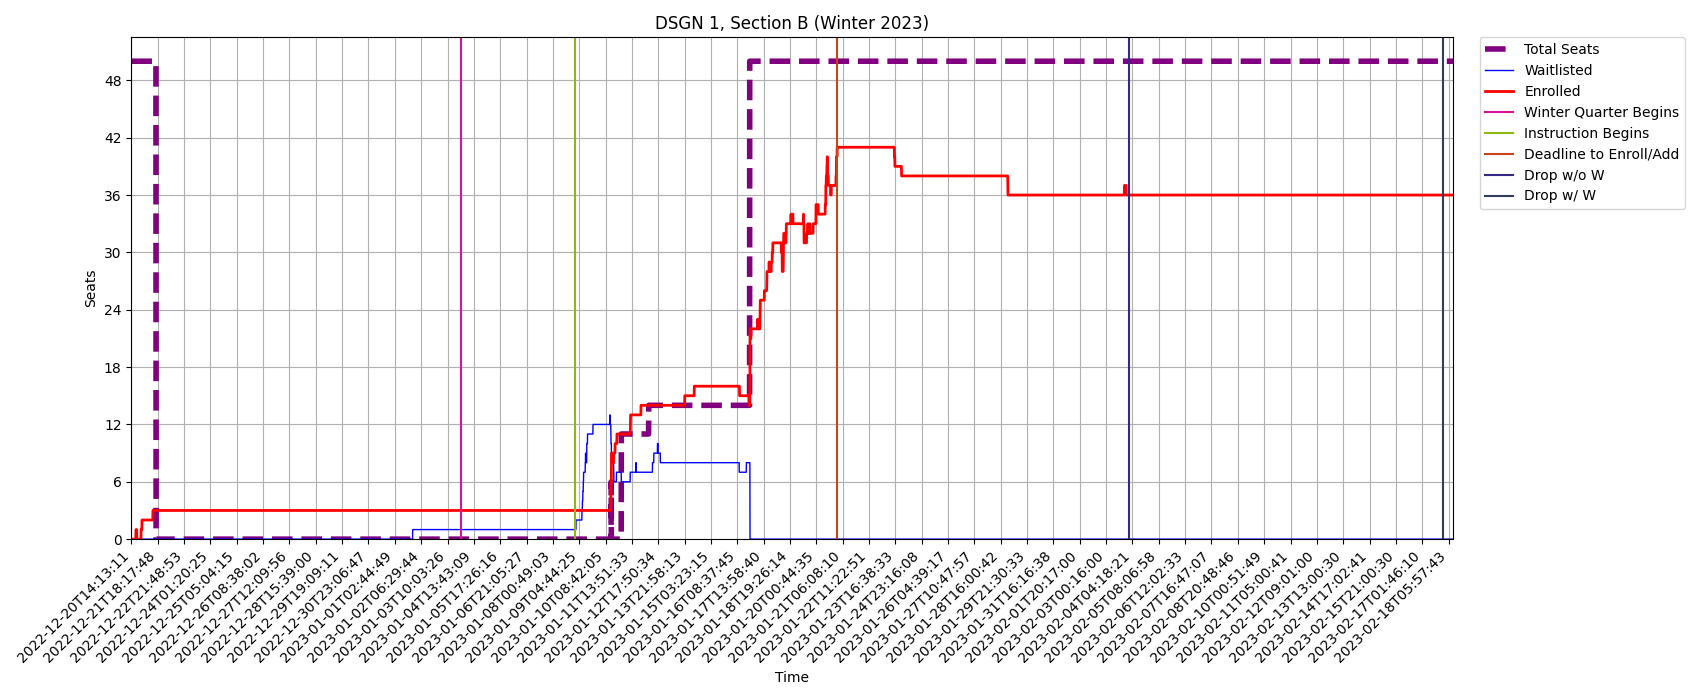 DSGN 1, Section B (Winter 2023)
Total Seats
Waitlisted
Enrolled
Winter Quarter Begins
Instruction Begins
Deadline to Enroll/Add
Drop w/o W
Drop w/ W
Seats
48
42
36
30
24
18
12
6
0
2022-12-20T14:13:11
2022-12-21T18:17:48
2022-12-22T21:48:53
2022-12-24T01:20:25
2022-12-25T05:04:15
2022-12-26T08:38:02
2022-12-27T12:09:56
2022-12-28T15:39:00
2022-12-29T19:09:11
2022-12-30T23:06:47
2023-01-01T02:44:49
2023-01-02T06:29:44
2023-01-03T10:03:26
2023-01-04T13:43:09
2023-01-05T17:26:16
2023-01-06T21:05:27
2023-01-08T00:49:03
2023-01-09T04:44:25
2023-01-10T08:42:05
2023-01-11T13:51:33
2023-01-12T17:50:34
2023-01-13T21:58:13
2023-01-15T03:23:15
2023-01-16T08:37:45
2023-01-17T13:58:40
2023-01-18T19:26:14
2023-01-20T00:44:35
2023-01-21T06:08:10
2023-01-22T11:22:51
2023-01-23T16:38:33
2023-01-24T23:16:08
2023-01-26T04:39:17
2023-01-27T10:47:57
2023-01-28T16:00:42
2023-01-29T21:30:33
2023-01-31T16:16:38
2023-02-01T20:17:00
2023-02-03T00:16:00
2023-02-04T04:18:21
2023-02-05T08:06:58
2023-02-06T12:02:33
2023-02-07T16:47:07
2023-02-08T20:48:46
2023-02-10T00:51:49
2023-02-11T05:00:41
2023-02-12T09:01:00
2023-02-13T13:00:30
2023-02-14T17:02:41
2023-02-15T21:00:30
2023-02-17T01:46:10
2023-02-18T05:57:43
Time